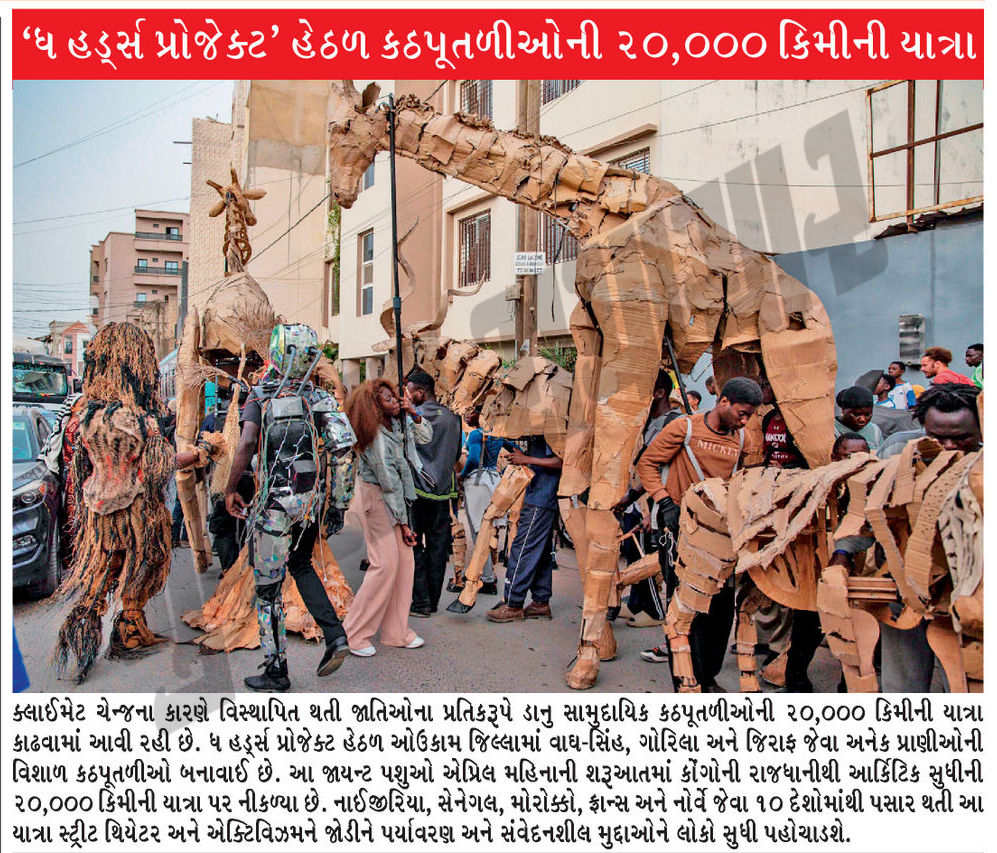 ‘ધ હર્ડ્સ પ્રોજેક્ટ’ હેઠળ કઠપૂતળીઓની ૨૦,૦૦૦ કિમીની યાત્રા
MICKEY
ક્લાઈમેટ ચેન્જના કારણે વિસ્થાપિત થતી જાતિઓના પ્રતિકરૂપે ડાનુ સામુદાયિક કઠપૂતળીઓની ૨૦,૦૦૦ કિમીની યાત્રા
કાઢવામાં આવી રહી છે. ધ હર્ડ્સ પ્રોજેક્ટ હેઠળ ઓઉકામ જિલ્લામાં વાઘ-સિંહ, ગોરિલા અને જિરાફ જેવા અનેક પ્રાણીઓની
વિશાળ કઠપૂતળીઓ બનાવાઈ છે. આ જાયન્ટ પશુઓ એપ્રિલ મહિનાની શરૂઆતમાં કોંગોની રાજધાનીથી આર્કિટિક સુધીની
૨૦,૦૦૦ કિમીની યાત્રા પર નીકળ્યા છે. નાઈજીરિયા, સેનેગલ, મોરોક્કો, ફ્રાન્સ અને નોર્વે જેવા ૧૦ દેશોમાંથી પસાર થતી આ
યાત્રા સ્ટ્રીટ થિયેટર અને એક્ટિવિઝમને જોડીને પર્યાવરણ અને સંવેદનશીલ મુદ્દાઓને લોકો સુધી પહોચાડશે.